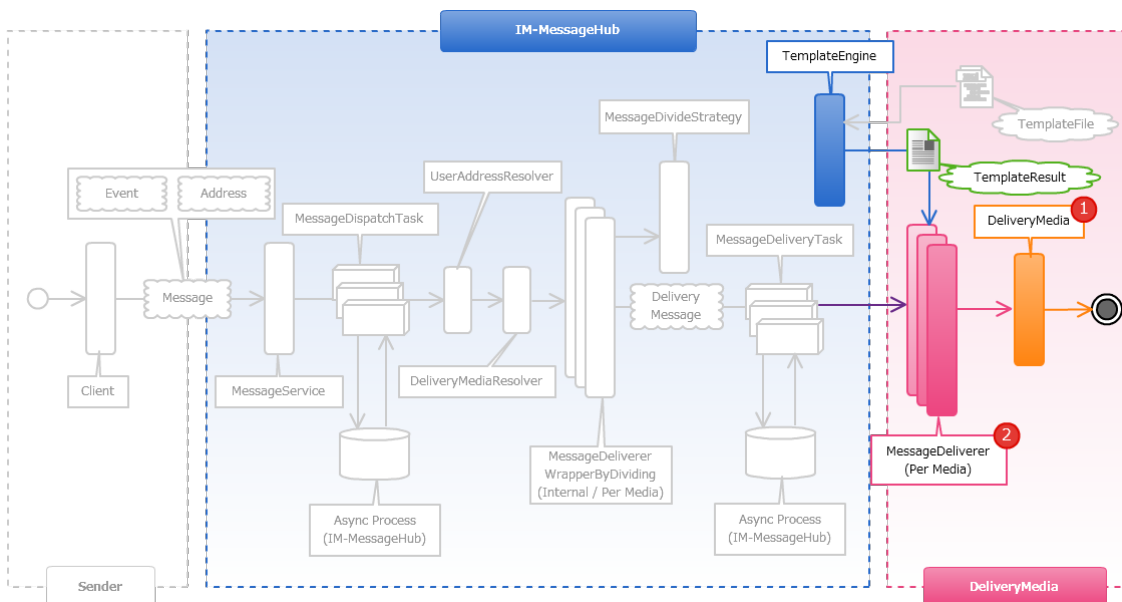 IM-MessageHub
TemplateEngine
TemplateFile
MessageDivideStrategy
TemplateResult
Event
Address
UserAddressResolver
MessageDispatchTask
MessageDeliveryTask
DeliveryMedia
1
Message
Delivery
Message
Client
MessageService
DeliveryMediaResolver
MessageDeliverer
WrapperByDividing
(Internal / Per Media)
MessageDeliverer
(Per Media)
2
Async Process
(IM-MessageHub)
Async Process
(IM-MessageHub)
Sender
DeliveryMedia